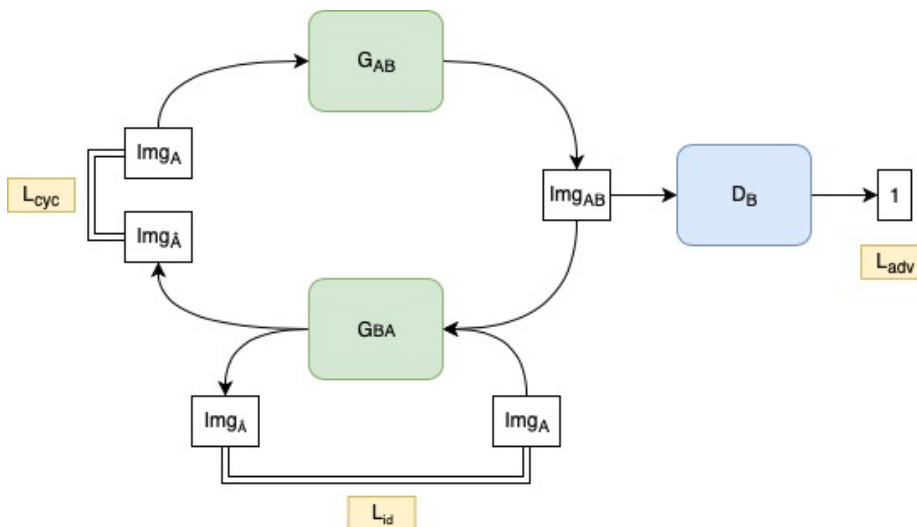 G_AB
Img_A
L_cyc
Img_AB
D_B
1
Img_Â
L_adv
G_BA
Img_Â
Img_A
L_id